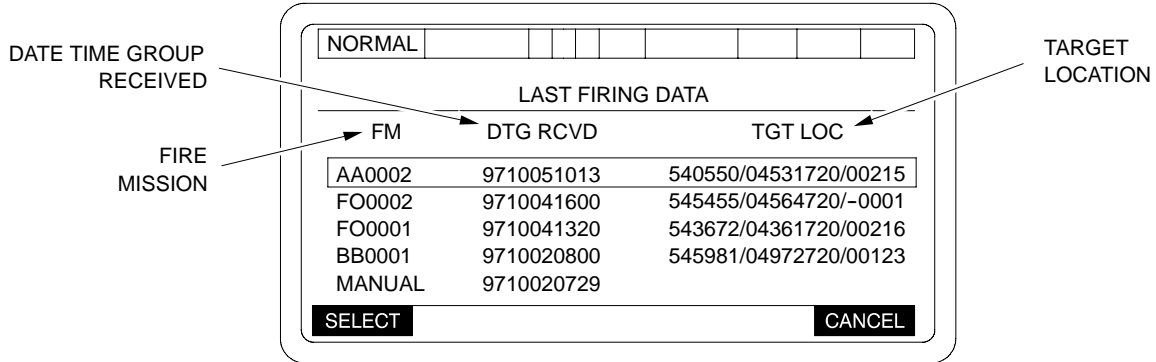 DATE TIME GROUP
RECEIVED
FIRE
MISSION
TARGET
LOCATION
NORMAL
LAST FIRING DATA
FM DTG RCVD TGT LOC
AA0002 9710051013 540550/04531720/00215
FO0002 9710041600 545455/04564720/-0001
FO0001 9710041320 543672/04361720/00216
BB0001 9710020800 545981/04972720/00123
MANUAL 9710020729
SELECT CANCEL